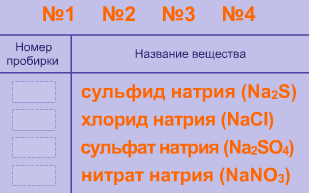 №1 №2 №3 №4
Номер пробирки Название вещества
сульфид натрия (Na₂S)
хлорид натрия (NaCl)
сульфат натрия (Na₂SO₄)
нитрат натрия (NaNO₃)